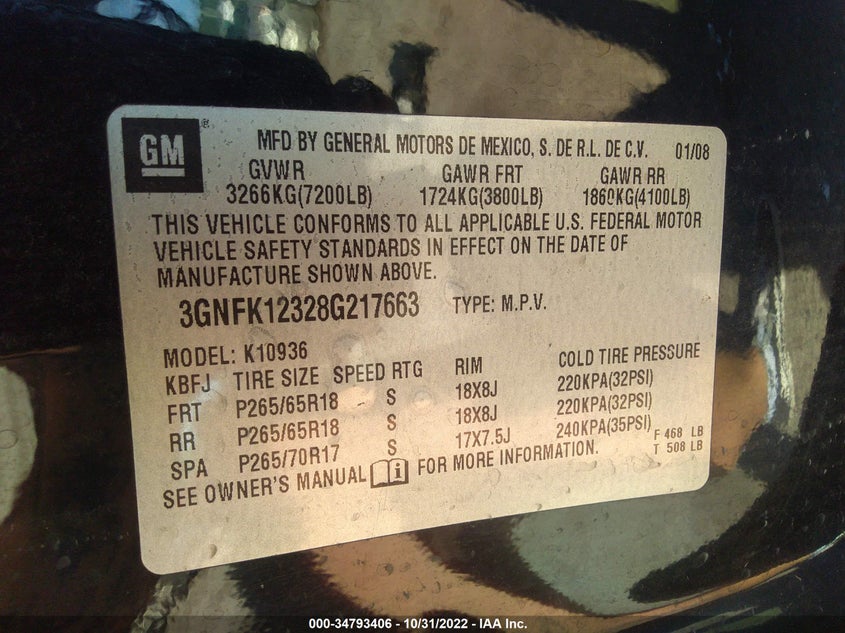 GM ®
MFD BY GENERAL MOTORS DE MEXICO, S. DE R.L. DE C.V. 01/08
GVWR GAWR FRT GAWR RR
3266KG(7200LB) 1724KG(3800LB) 1860KG(4100LB)
THIS VEHICLE CONFORMS TO ALL APPLICABLE U.S. FEDERAL MOTOR
VEHICLE SAFETY STANDARDS IN EFFECT ON THE DATE OF
MANUFACTURE SHOWN ABOVE.
3GNFK12328G217663 TYPE: M.P.V.
MODEL: K10936
KBFJ TIRE SIZE SPEED RTG RIM COLD TIRE PRESSURE
FRT P265/65R18 S 18X8J 220KPA(32PSI)
RR P265/65R18 S 18X8J 220KPA(32PSI)
SPA P265/70R17 S 17X7.5J 240KPA(35PSI)
F 468 LB
T 508 LB
SEE OWNER'S MANUAL i FOR MORE INFORMATION.
000-34793406 - 10/31/2022 - IAA Inc.